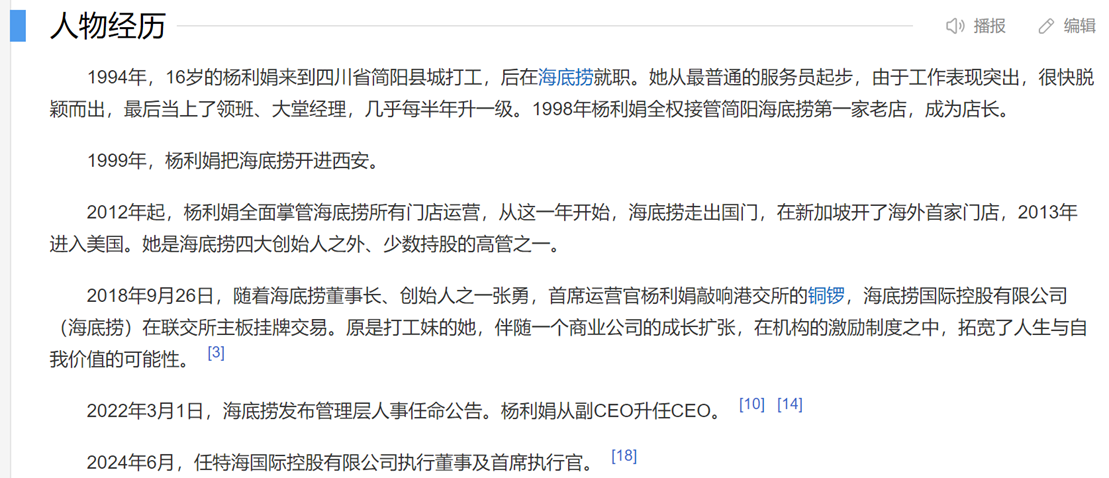 人物经历 播报 编辑
1994年，16岁的杨利娟来到四川省简阳县城打工，后在海底捞就职。她从最普通的服务员起步，由于工作表现突出，很快脱
颖而出，最后当上了领班、大堂经理，几乎每半年升一级。1998年杨利娟全权接管简阳海底捞第一家老店，成为店长。
1999年，杨利娟把海底捞开进西安。
2012年起，杨利娟全面掌管海底捞所有门店运营，从这一年开始，海底捞走出国门，在新加坡开了海外首家门店，2013年
进入美国。她是海底捞四大创始人之外、少数持股的高管之一。
2018年9月26日，随着海底捞董事长、创始人之一张勇，首席运营官杨利娟敲响港交所的铜锣，海底捞国际控股有限公司
（海底捞）在联交所主板挂牌交易。原是打工妹的她，伴随一个商业公司的成长扩张，在机构的激励制度之中，拓宽了人生与自
我价值的可能性。 [3]
2022年3月1日，海底捞发布管理层人事任命公告。杨利娟从副CEO升任CEO。 [10] [14]
2024年6月，任特海国际控股有限公司执行董事及首席执行官。 [18]